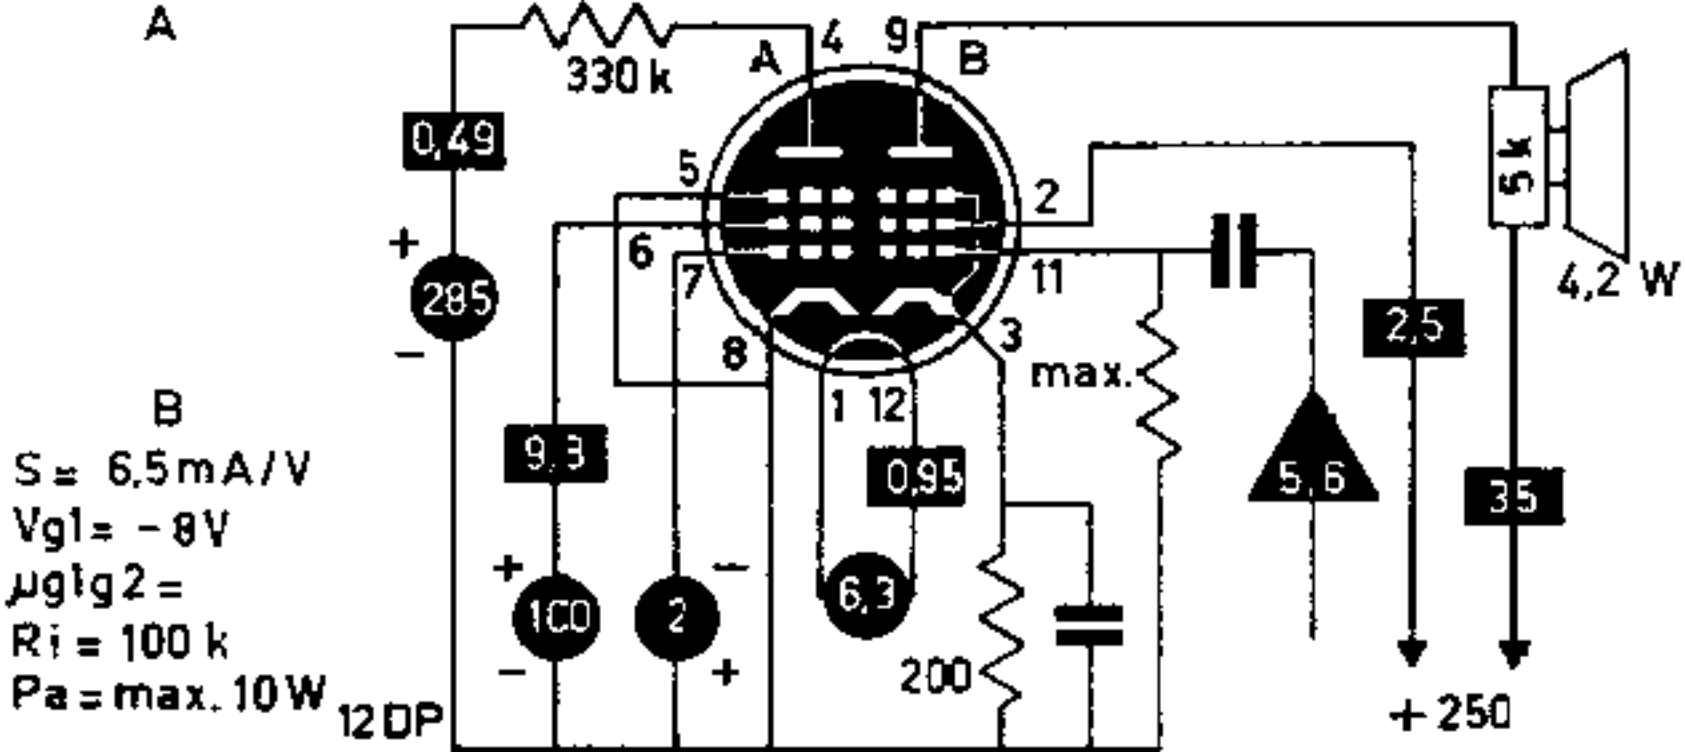 A
4
9
A
B
330 k
0,49
5
2
5 k
+
6
7
11
285
4,2 W
2,5
–
8
3
max.
B
1
12
9,3
0,95
5,6
35
S = 6,5 mA/V
Vg1 = – 8V
+
–
µg1g2 =
100
2
6,3
Ri = 100 k
–
+
200
Pa = max. 10 W
12DP
+ 250